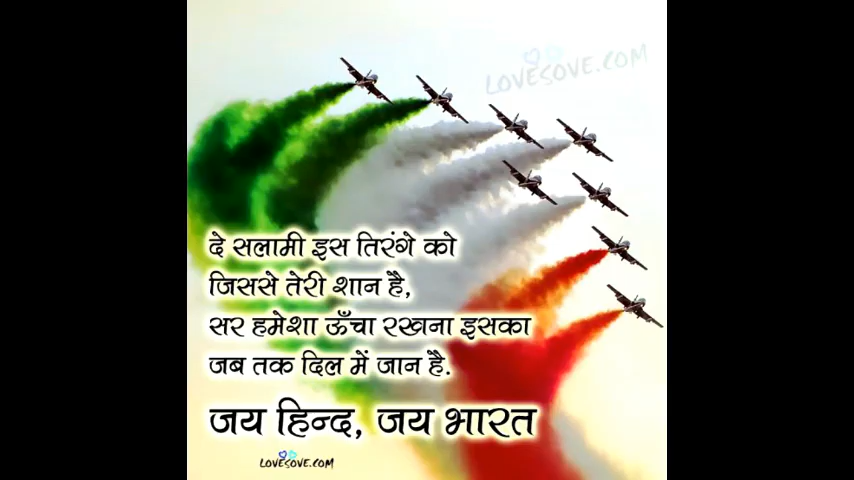 LOVESOVE.COM
दे सलामी इस तिरंगे को
जिससे तेरी शान है,
सर हमेशा ऊँचा रखना इसका
जब तक दिल में जान है.
जय हिन्द, जय भारत
LOVESOVE.COM